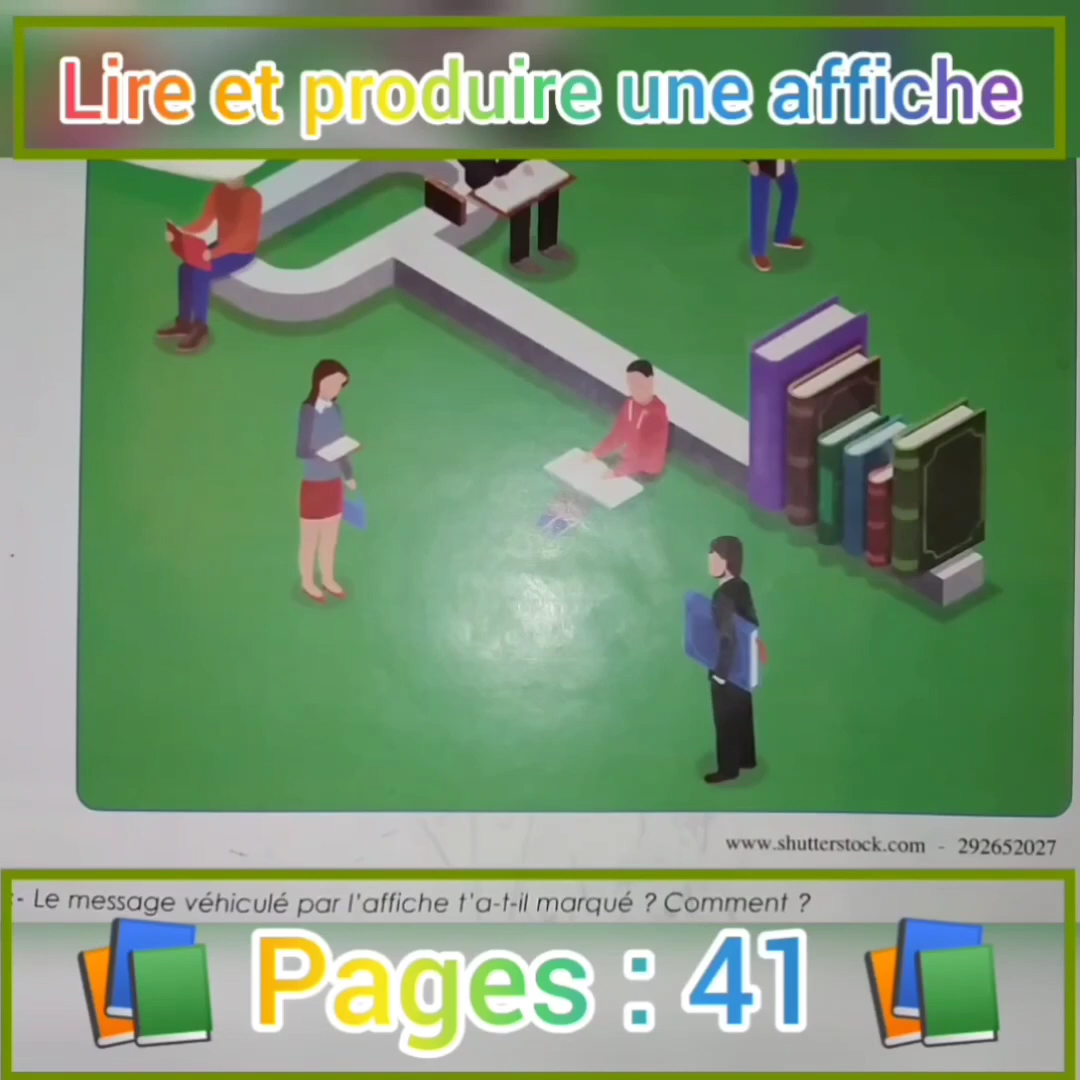 Lire et produire une affiche
www.shutterstock.com - 292652027
- Le message véhiculé par l'affiche t'a-t-il marqué ? Comment ?
Pages : 41